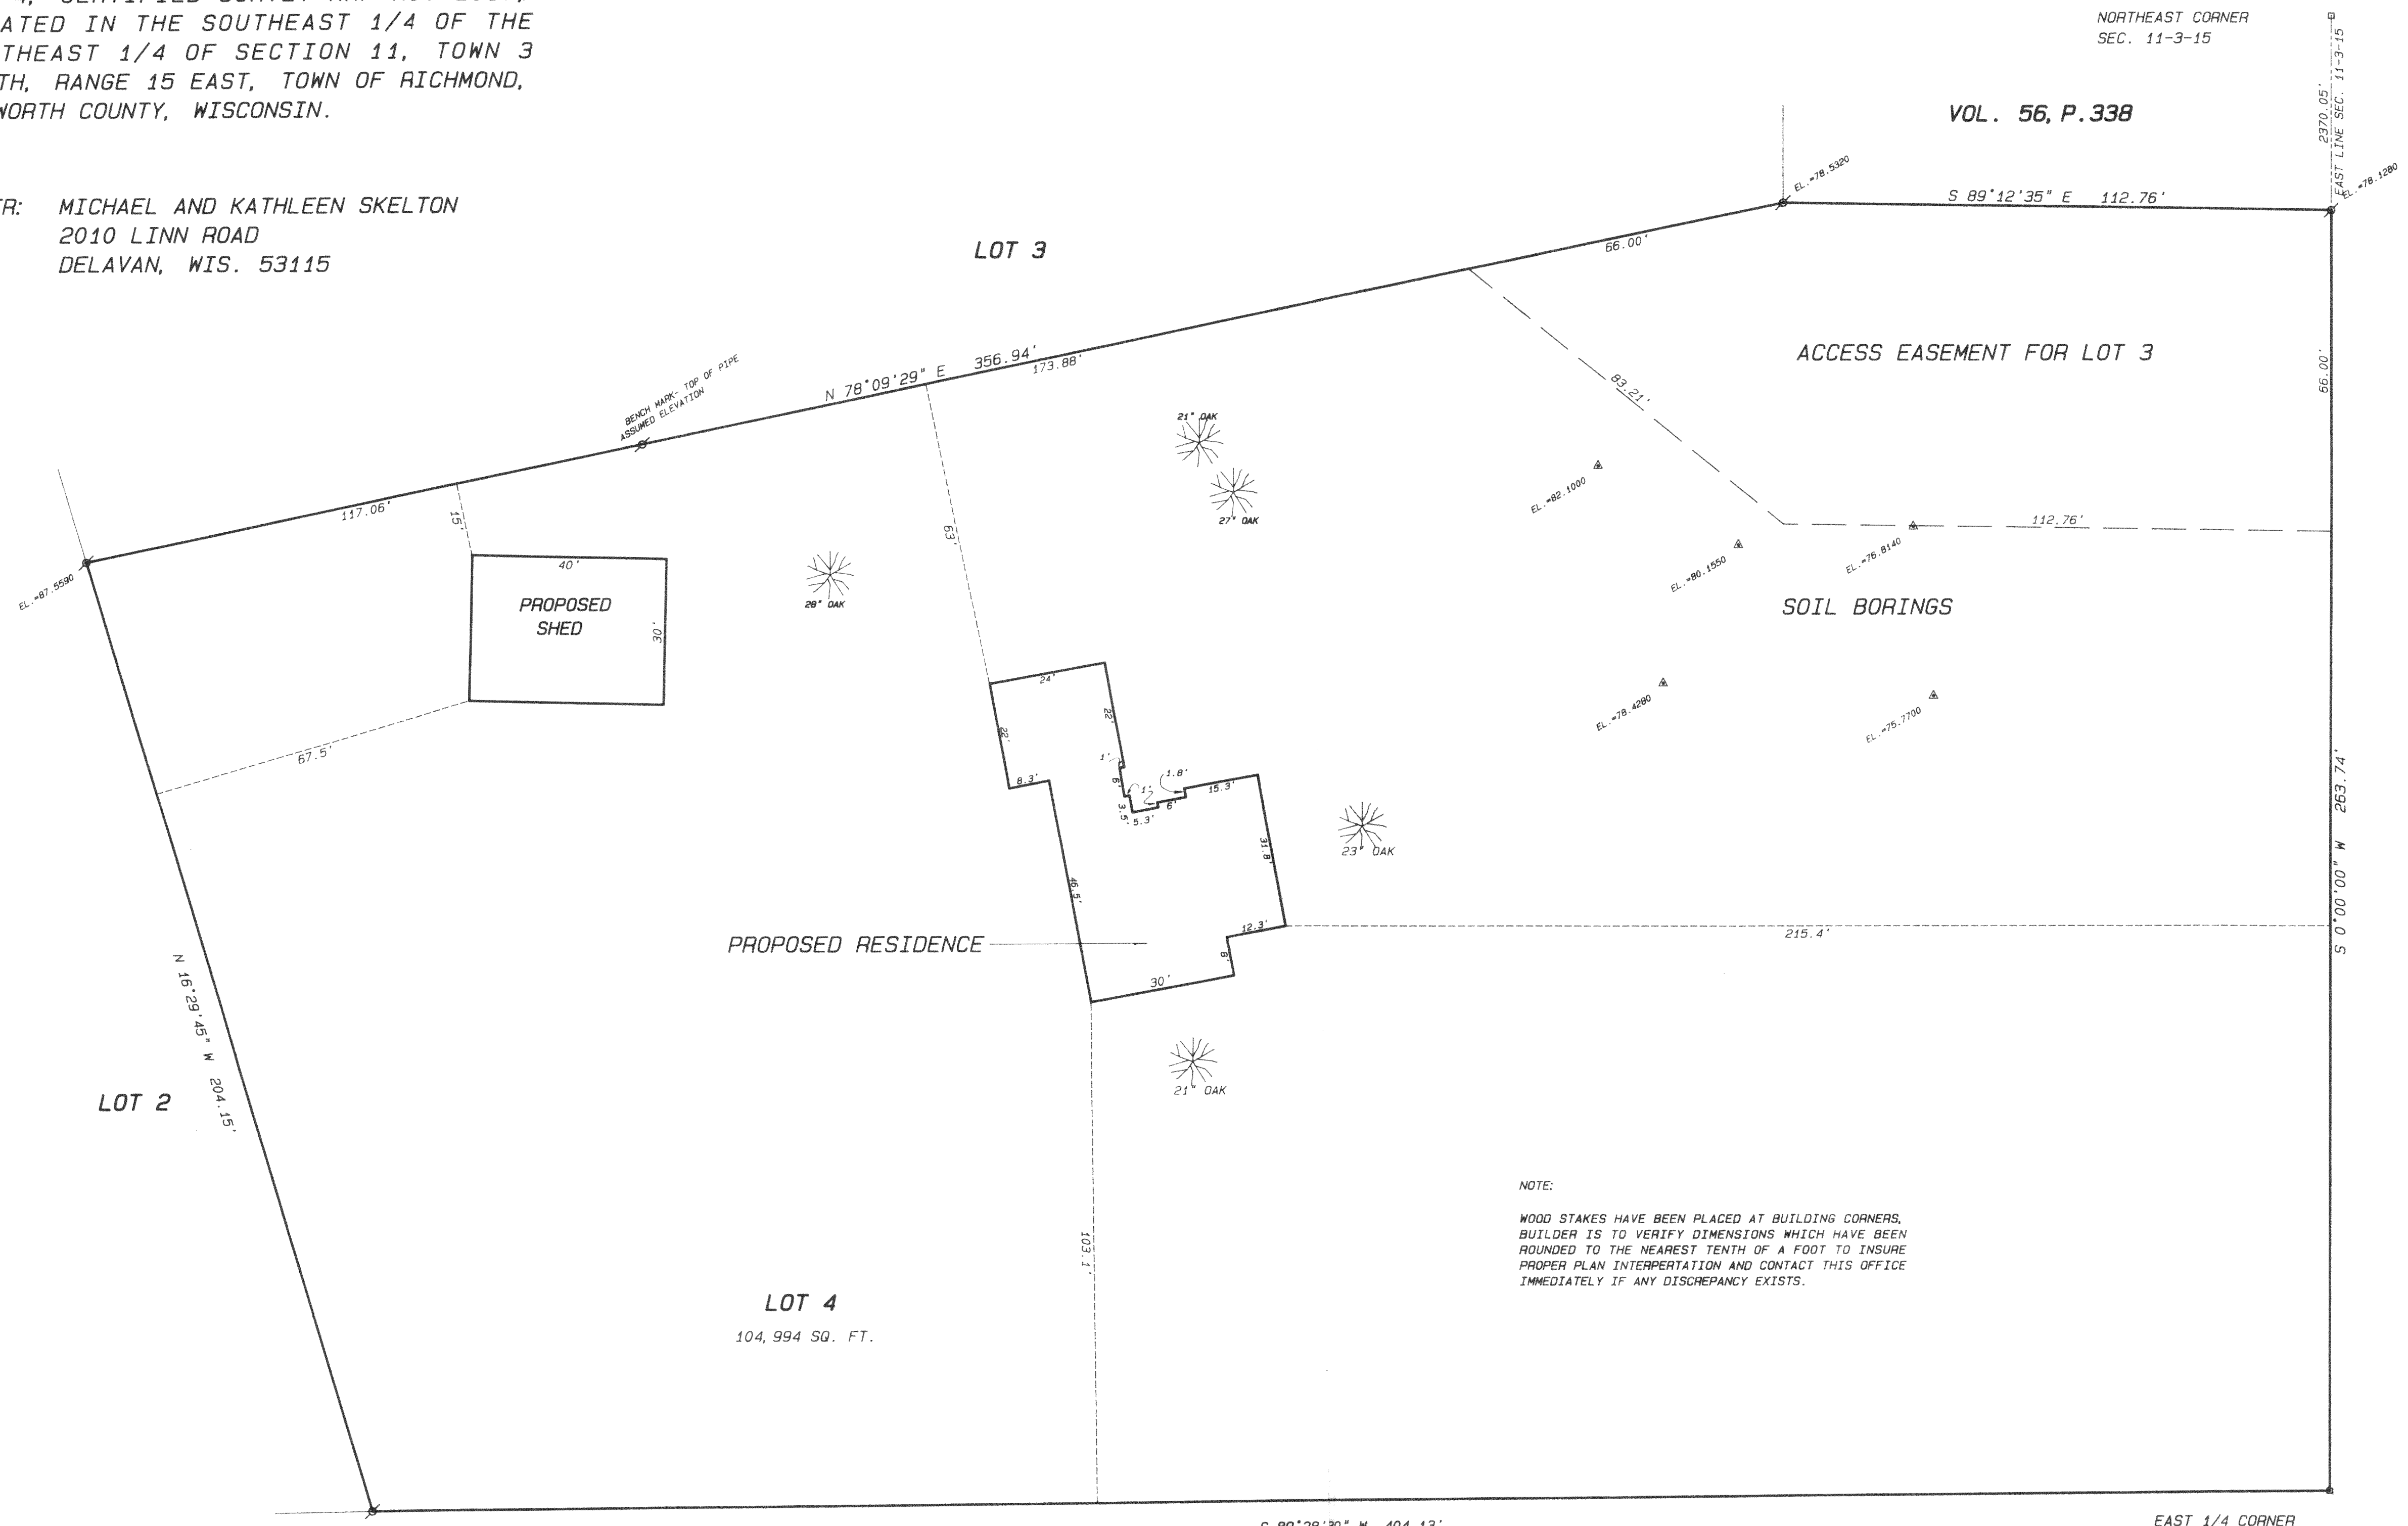 ATED IN THE SOUTHEAST 1/4 OF THE
THEAST 1/4 OF SECTION 11, TOWN 3
TH, RANGE 15 EAST, TOWN OF RICHMOND,
WORTH COUNTY, WISCONSIN.
ER: MICHAEL AND KATHLEEN SKELTON
2010 LINN ROAD
DELAVAN, WIS. 53115
NORTHEAST CORNER
SEC. 11-3-15
2370.05'
EAST LINE SEC. 11-3-15
VOL. 56, P.338
EL.=78.5320
EL.=78.1280
S 89°12'35" E 112.76'
LOT 3
66.00'
ACCESS EASEMENT FOR LOT 3
66.00'
N 78°09'29" E 356.94'
173.88'
BENCH MARK- TOP OF PIPE
ASSUMED ELEVATION
83.21'
21" OAK
27" OAK
28" OAK
117.06'
15'
63'
EL.=87.5590
40'
30'
PROPOSED
SHED
67.5'
EL.=82.1000
EL.=80.1550
EL.=76.8140
112.76'
SOIL BORINGS
EL.=78.4280
EL.=75.7700
24'
22'
22'
8.3'
1'
6'
1'
3.5'
5.3'
6'
1.8'
15.3'
31.8'
46.5'
12.3'
8'
30'
23" OAK
PROPOSED RESIDENCE
215.4'
S 0°00'00" W 263.74'
N 16°29'45" W 204.15'
LOT 2
21" OAK
103.1'
LOT 4
104,994 SQ. FT.
NOTE:
WOOD STAKES HAVE BEEN PLACED AT BUILDING CORNERS,
BUILDER IS TO VERIFY DIMENSIONS WHICH HAVE BEEN
ROUNDED TO THE NEAREST TENTH OF A FOOT TO INSURE
PROPER PLAN INTERPERTATION AND CONTACT THIS OFFICE
IMMEDIATELY IF ANY DISCREPANCY EXISTS.
W 404.13'
EAST 1/4 CORNER